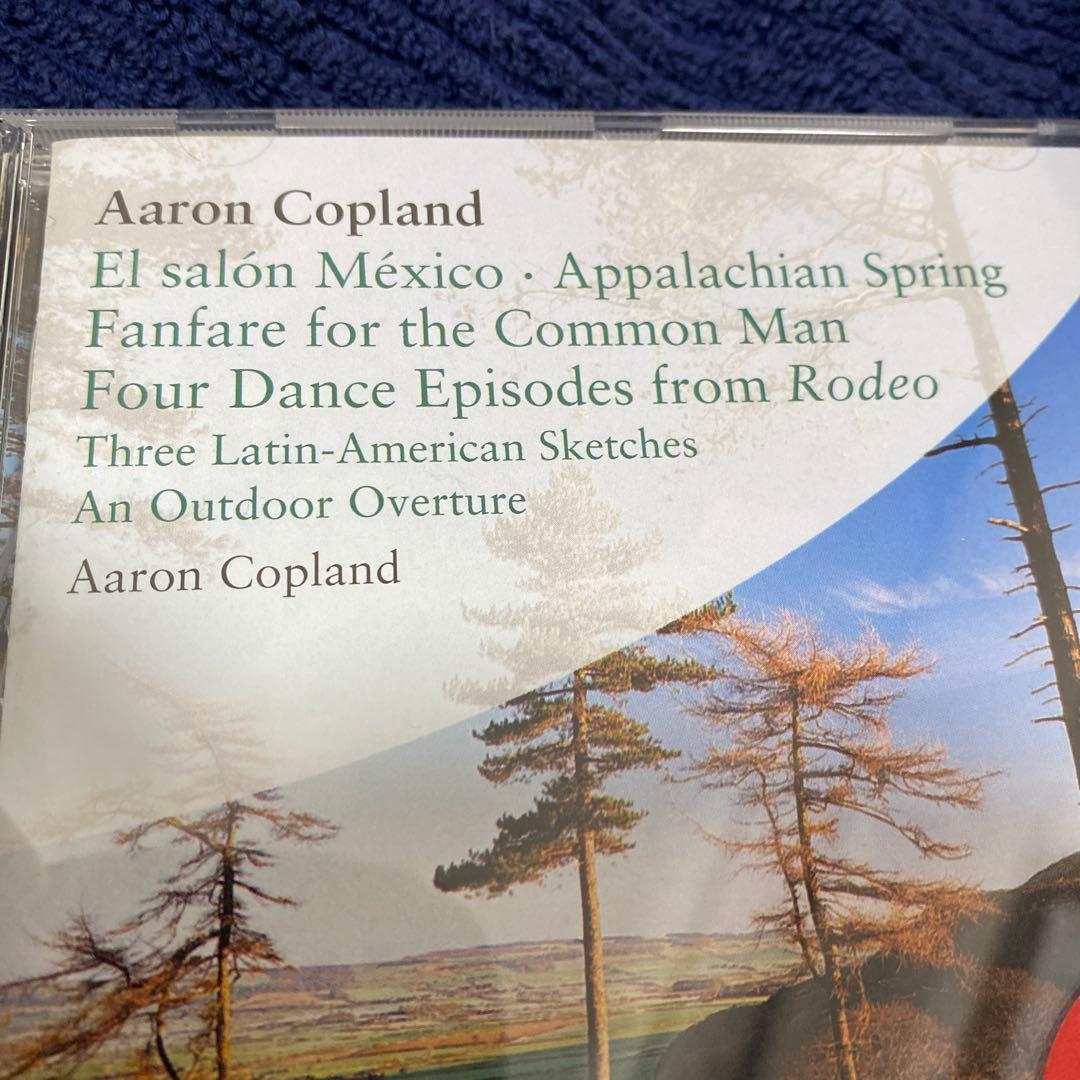 Aaron Copland
El salón México · Appalachian Spring
Fanfare for the Common Man
Four Dance Episodes from Rodeo
Three Latin-American Sketches
An Outdoor Overture
Aaron Copland